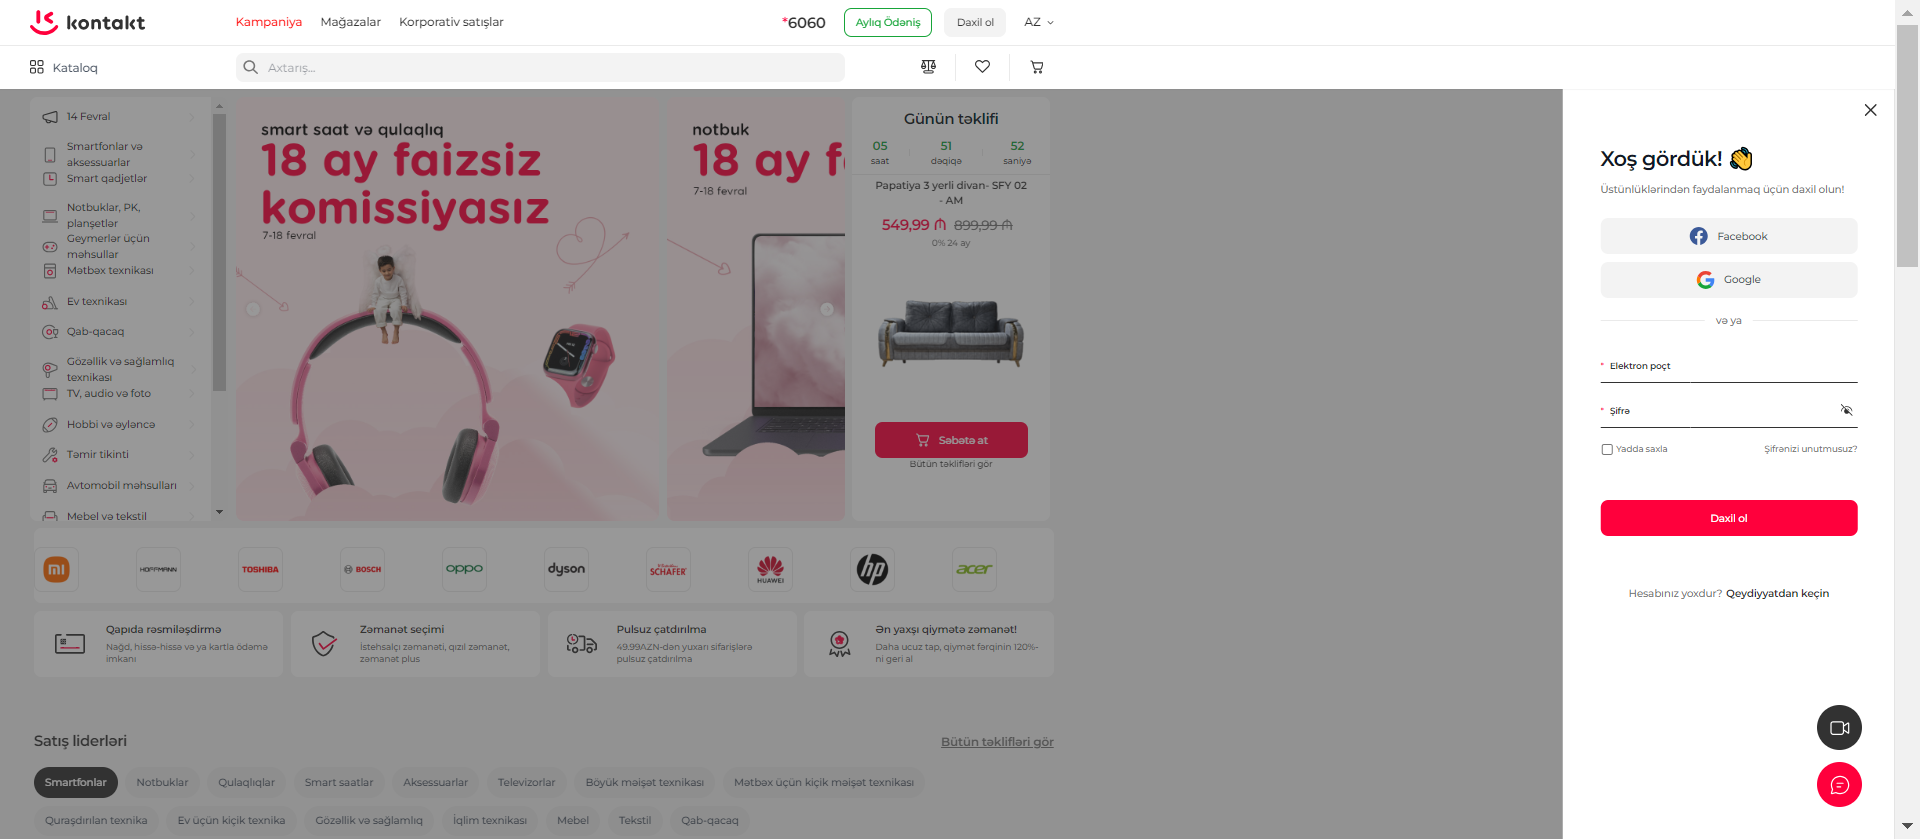 kontakt
Kampaniya
Mağazalar
Korporativ satışlar
*6060
Aylıq Ödəniş
Daxil ol
AZ
Kataloq
Axtarış...
14 Fevral
Smartfonlar və
aksessuarlar
Smart qadjetlər
Notbuklar, PK,
planşetlər
Geymerlər üçün
məhsullar
Mətbəx texnikası
Ev texnikası
Qab-qacaq
Gözəllik və sağlamlıq
texnikası
TV, audio və foto
Hobbi və əyləncə
Təmir tikinti
Avtomobil məhsulları
Mebel və tekstil
smart saat və qulaqlıq
18 ay faizsiz
komissiyasız
7-18 fevral
notbuk
18 ay f
7-18 fevral
Günün təklifi
05 51 52
saat dəqiqə saniyə
Papatiya 3 yerli divan- SFY 02
- AM
549,99 ₼ 899,99 ₼
0% 24 ay
Səbətə at
Bütün təklifləri gör
mi
HOFFMANN
TOSHIBA
BOSCH
oppo
dyson
SCHAFER
HUAWEI
hp
acer
Qapıda rəsmiləşdirmə
Nağd, hissə-hissə və ya kartla ödəmə
imkanı
Zəmanət seçimi
İstehsalçı zəmanəti, qızıl zəmanət,
zəmanət plus
Pulsuz çatdırılma
49.99AZN-dən yuxarı sifarişlərə
pulsuz çatdırılma
Ən yaxşı qiymətə zəmanət!
Daha ucuz tap, qiymət fərqinin 120%-
ni geri al
Satış liderləri
Bütün təklifləri gör
Smartfonlar
Notbuklar
Qulaqlıqlar
Smart saatlar
Aksessuarlar
Televizorlar
Böyük məişət texnikası
Mətbəx üçün kiçik məişət texnikası
Quraşdırılan texnika
Ev üçün kiçik texnika
Gözəllik və sağlamlıq
İqlim texnikası
Mebel
Tekstil
Qab-qacaq
Xoş gördük! 👏
Üstünlüklərindən faydalanmaq üçün daxil olun!
Facebook
Google
və ya
* Elektron poçt
* Şifrə
Yadda saxla
Şifrənizi unutmusuz?
Daxil ol
Hesabınız yoxdur? Qeydiyyatdan keçin